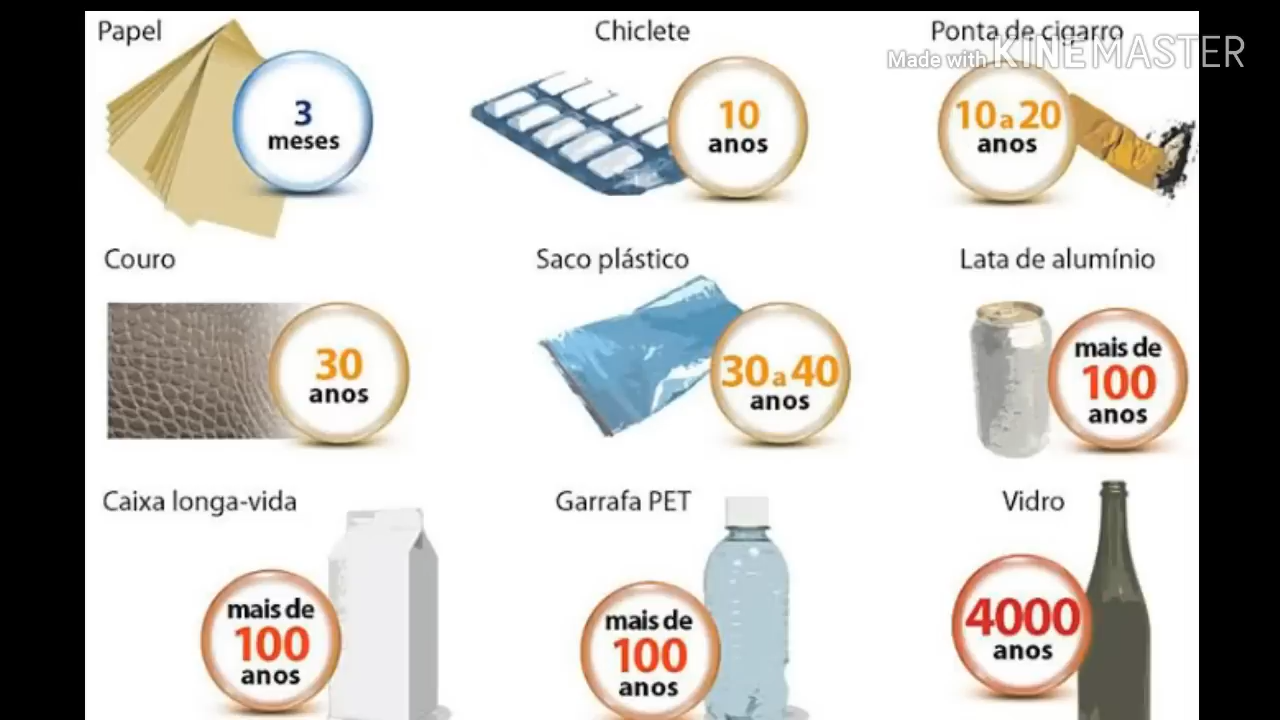 Papel
Chiclete
Ponta de cigarro
Made with KINEMASTER
3
meses
10
anos
10 a 20
anos
Couro
Saco plástico
Lata de alumínio
30
anos
30 a 40
anos
mais de
100
anos
Caixa longa-vida
Garrafa PET
Vidro
mais de
100
anos
mais de
100
anos
4000
anos